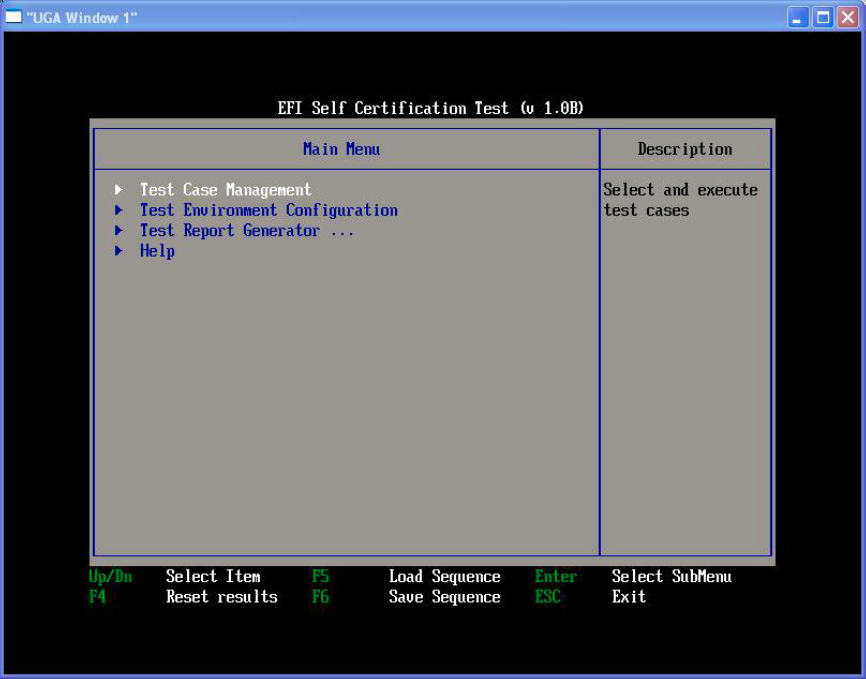 "UGA Window 1"
EFI Self Certification Test (v 1.0B)
Main Menu
Description
Test Case Management
Test Environment Configuration
Test Report Generator ...
Help
Select and execute
test cases
Up/Dn Select Item F5 Load Sequence Enter Select SubMenu
F4 Reset results F6 Save Sequence ESC Exit